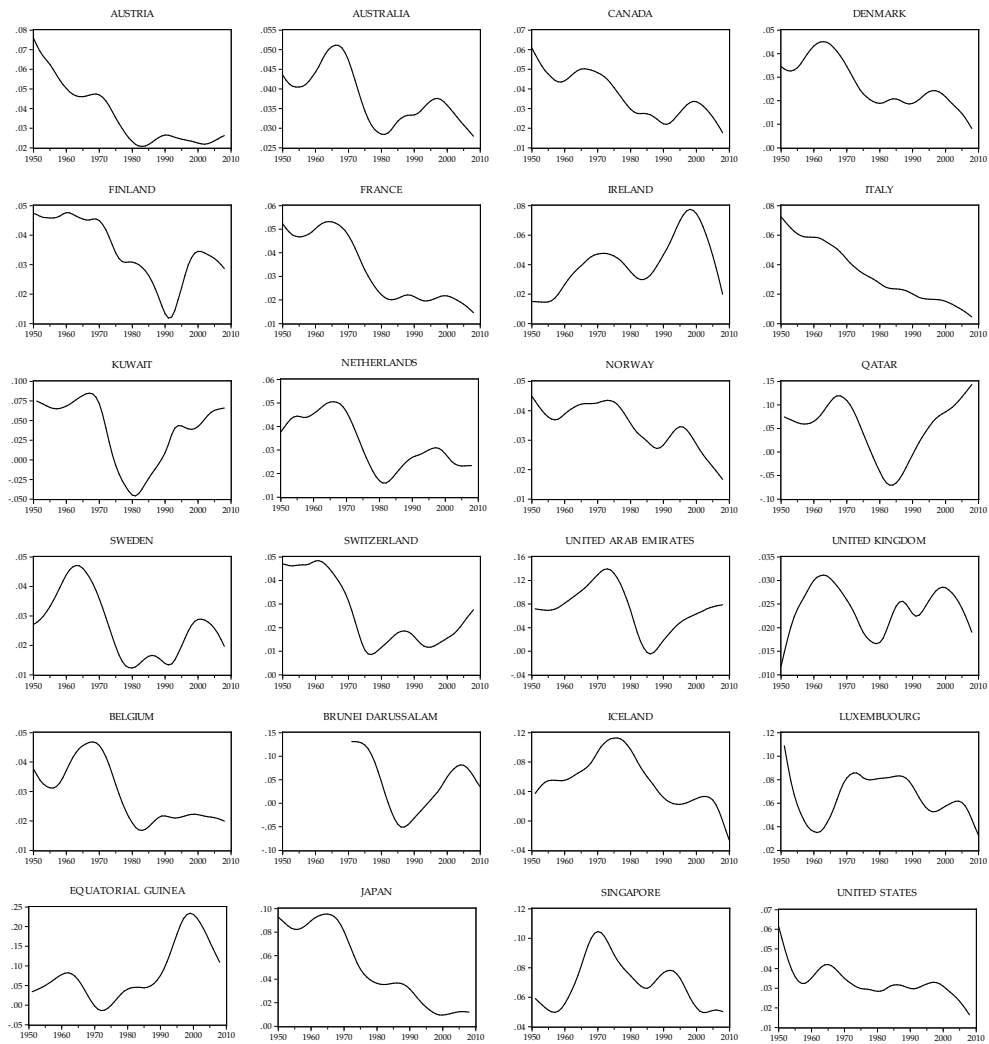 AUSTRIA
.08
.07
.06
.05
.04
.03
.02
1950 1960 1970 1980 1990 2000 2010
AUSTRALIA
.055
.050
.045
.040
.035
.030
.025
1950 1960 1970 1980 1990 2000 2010
CANADA
.07
.06
.05
.04
.03
.02
.01
1950 1960 1970 1980 1990 2000 2010
DENMARK
.05
.04
.03
.02
.01
.00
1950 1960 1970 1980 1990 2000 2010
FINLAND
.05
.04
.03
.02
.01
1950 1960 1970 1980 1990 2000 2010
FRANCE
.06
.05
.04
.03
.02
.01
1950 1960 1970 1980 1990 2000 2010
IRELAND
.08
.06
.04
.02
.00
1950 1960 1970 1980 1990 2000 2010
ITALY
.08
.06
.04
.02
.00
1950 1960 1970 1980 1990 2000 2010
KUWAIT
.100
.075
.050
.025
.000
-.025
-.050
1950 1960 1970 1980 1990 2000 2010
NETHERLANDS
.06
.05
.04
.03
.02
.01
1950 1960 1970 1980 1990 2000 2010
NORWAY
.05
.04
.03
.02
.01
1950 1960 1970 1980 1990 2000 2010
QATAR
.15
.10
.05
.00
-.05
-.10
1950 1960 1970 1980 1990 2000 2010
SWEDEN
.05
.04
.03
.02
.01
1950 1960 1970 1980 1990 2000 2010
SWITZERLAND
.05
.04
.03
.02
.01
.00
1950 1960 1970 1980 1990 2000 2010
UNITED ARAB EMIRATES
.16
.12
.08
.04
.00
-.04
1950 1960 1970 1980 1990 2000 2010
UNITED KINGDOM
.035
.030
.025
.020
.015
.010
1950 1960 1970 1980 1990 2000 2010
BELGIUM
.05
.04
.03
.02
.01
1950 1960 1970 1980 1990 2000 2010
BRUNEI DARUSSALAM
.15
.10
.05
.00
-.05
-.10
1950 1960 1970 1980 1990 2000 2010
ICELAND
.12
.08
.04
.00
-.04
1950 1960 1970 1980 1990 2000 2010
LUXEMBUOURG
.12
.10
.08
.06
.04
.02
1950 1960 1970 1980 1990 2000 2010
EQUATORIAL GUINEA
.25
.20
.15
.10
.05
.00
-.05
1950 1960 1970 1980 1990 2000 2010
JAPAN
.10
.08
.06
.04
.02
.00
1950 1960 1970 1980 1990 2000 2010
SINGAPORE
.12
.10
.08
.06
.04
1950 1960 1970 1980 1990 2000 2010
UNITED STATES
.07
.06
.05
.04
.03
.02
.01
1950 1960 1970 1980 1990 2000 2010